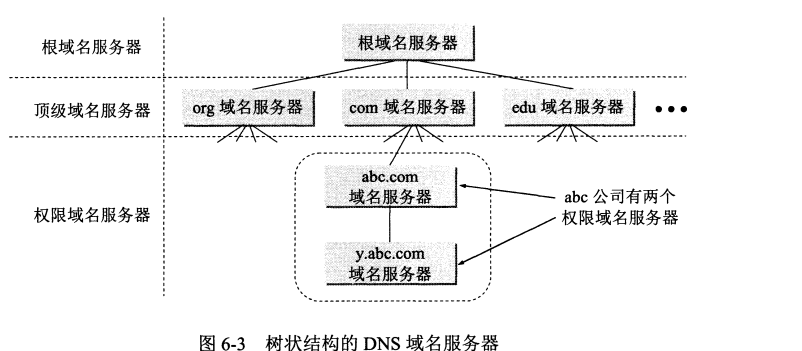 根域名服务器
根域名服务器
顶级域名服务器
org 域名服务器
com 域名服务器
edu 域名服务器
•••
权限域名服务器
abc.com
域名服务器
y.abc.com
域名服务器
abc 公司有两个
权限域名服务器
图 6-3 树状结构的 DNS 域名服务器